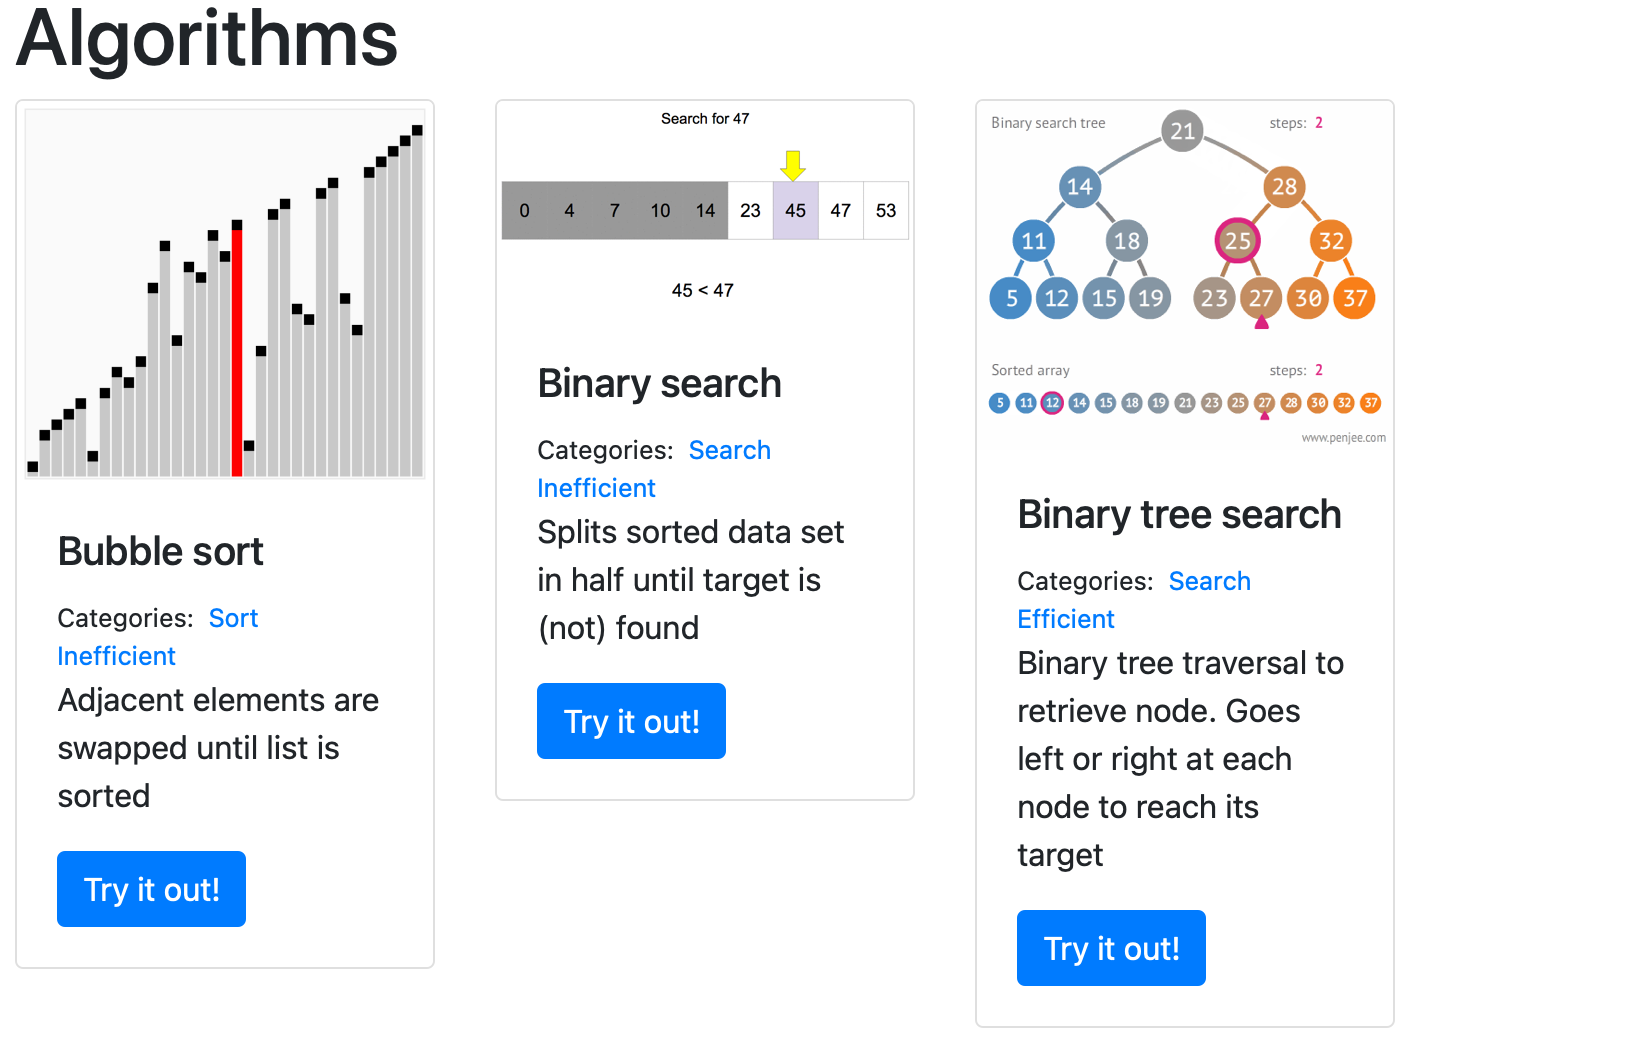 Algorithms
Bubble sort
Categories: Sort
Inefficient
Adjacent elements are
swapped until list is
sorted
Try it out!
Search for 47
0 4 7 10 14 23 45 47 53
45 < 47
Binary search
Categories: Search
Inefficient
Splits sorted data set
in half until target is
(not) found
Try it out!
Binary search tree steps: 2
21
14 28
11 18 25 32
5 12 15 19 23 27 30 37
Sorted array steps: 2
5 11 12 14 15 18 19 21 23 25 27 28 30 32 37
www.penjee.com
Binary tree search
Categories: Search
Efficient
Binary tree traversal to
retrieve node. Goes
left or right at each
node to reach its
target
Try it out!